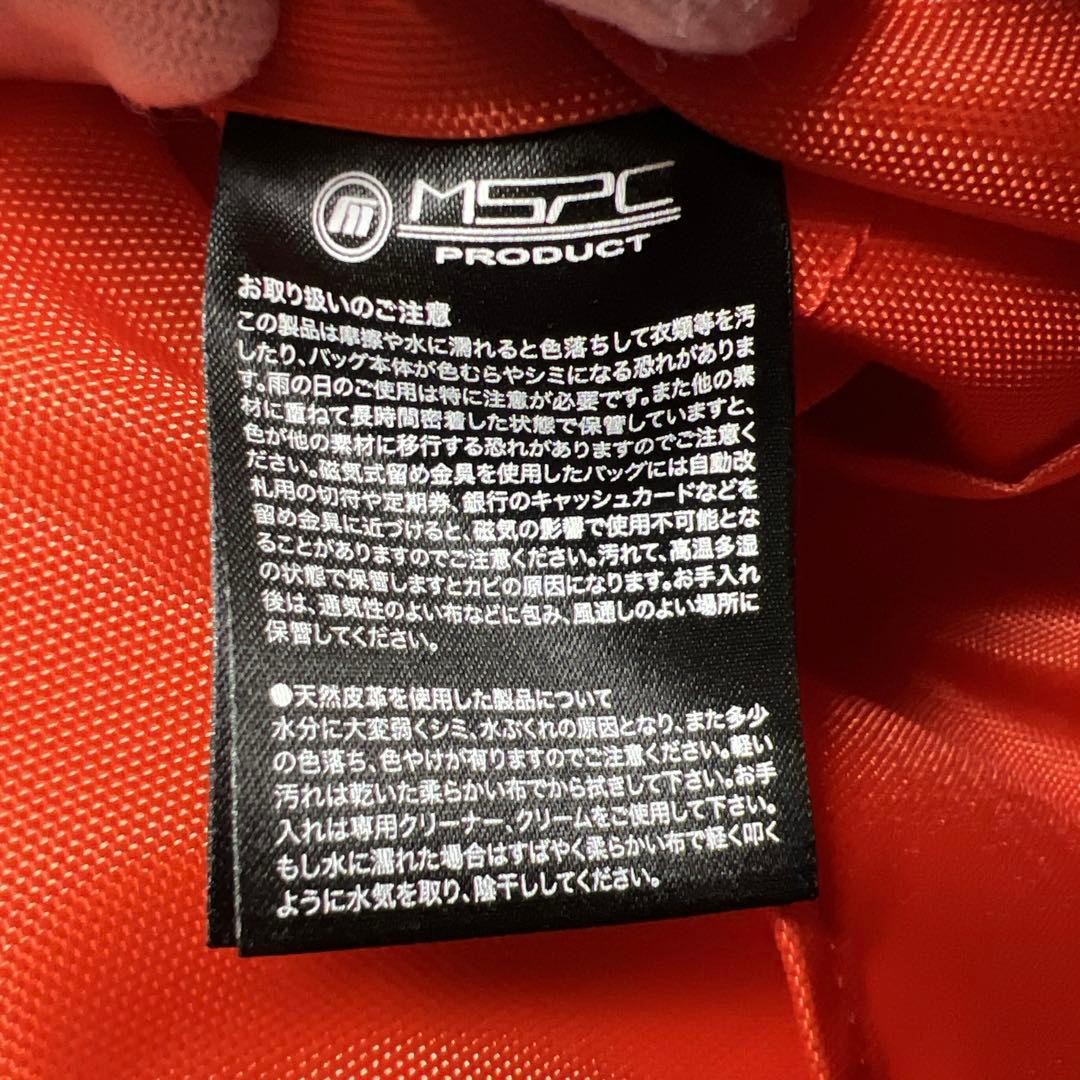 m MSPC
PRODUCT
お取り扱いのご注意
この製品は摩擦や水に濡れると色落ちして衣類等を汚
したり、バッグ本体が色むらやシミになる恐れがありま
す。雨の日のご使用は特に注意が必要です。また他の素
材に重ねて長時間密着した状態で保管していますと、
色が他の素材に移行する恐れがありますのでご注意く
ださい。磁気式留め金具を使用したバッグには自動改
札用の切符や定期券、銀行のキャッシュカードなどを
留め金具に近づけると、磁気の影響で使用不可能とな
ることがありますのでご注意ください。汚れて、高温多湿
の状態で保管しますとカビの原因になります。お手入れ
後は、通気性のよい布などに包み、風通しのよい場所に
保管してください。
●天然皮革を使用した製品について
水分に大変弱くシミ、水ぶくれの原因となり、また多少
の色落ち、色やけが有りますのでご注意ください。軽い
汚れは乾いた柔らかい布でから拭きして下さい。お手
入れは専用クリーナー、クリームをご使用して下さい。
もし水に濡れた場合はすばやく柔らかい布で軽く叩く
ように水気を取り、陰干ししてください。